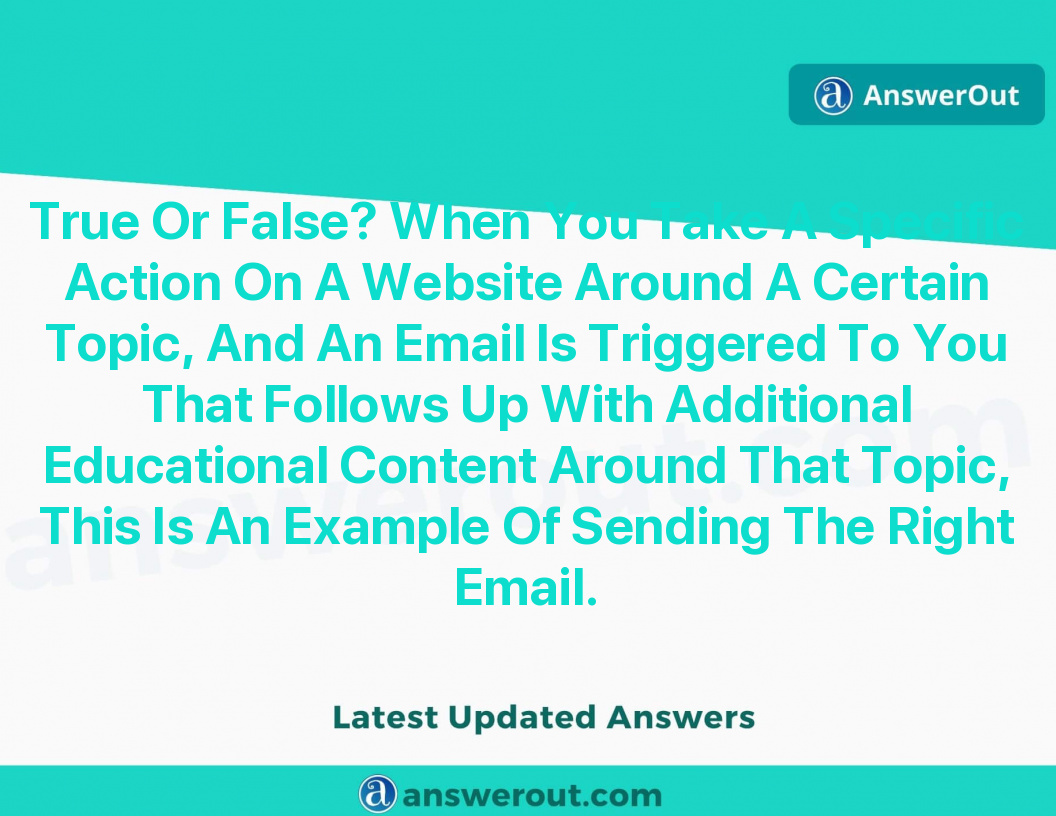 AnswerOut
True Or False? When You Take A Specific
Action On A Website Around A Certain
Topic, And An Email Is Triggered To You
That Follows Up With Additional
Educational Content Around That Topic,
This Is An Example Of Sending The Right
Email.
answerout.com
Latest Updated Answers
answerout.com